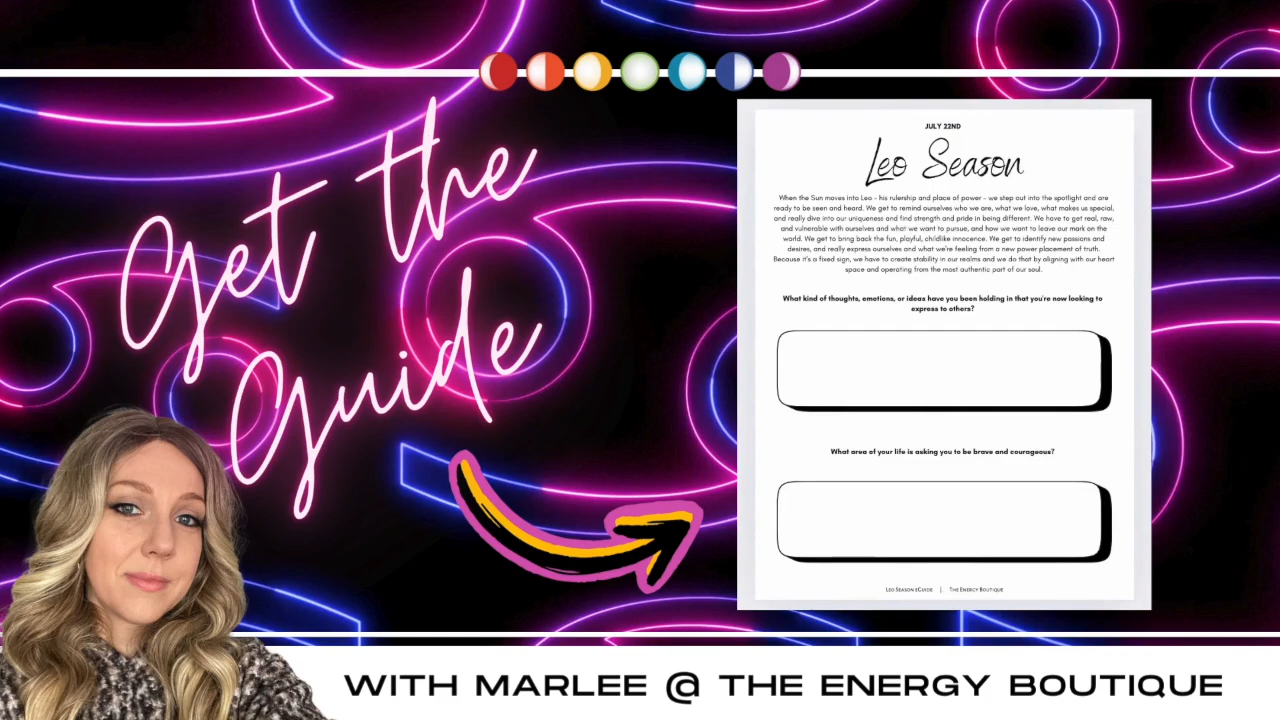 Get the
Guide
JULY 22ND
Leo Season
When the Sun moves into Leo - his rulership and place of power - we step out into the spotlight and are
ready to be seen and heard. We get to remind ourselves who we are, what we love, what makes us special,
and really dive into our uniqueness and find strength and pride in being different. We have to get real, raw,
and vulnerable with ourselves and what we want to pursue, and how we want to leave our mark on the
world. We get to bring back the fun, playful, childlike innocence. We get to identify new passions and
desires, and really express ourselves and what we're feeling from a new power placement of truth.
Because it's a fixed sign, we have to create stability in our realms and we do that by aligning with our heart
space and operating from the most authentic part of our soul.
What kind of thoughts, emotions, or ideas have you been holding in that you're now looking to
express to others?
What area of your life is asking you to be brave and courageous?
LEO SEASON EGUIDE | THE ENERGY BOUTIQUE
WITH MARLEE @ THE ENERGY BOUTIQUE